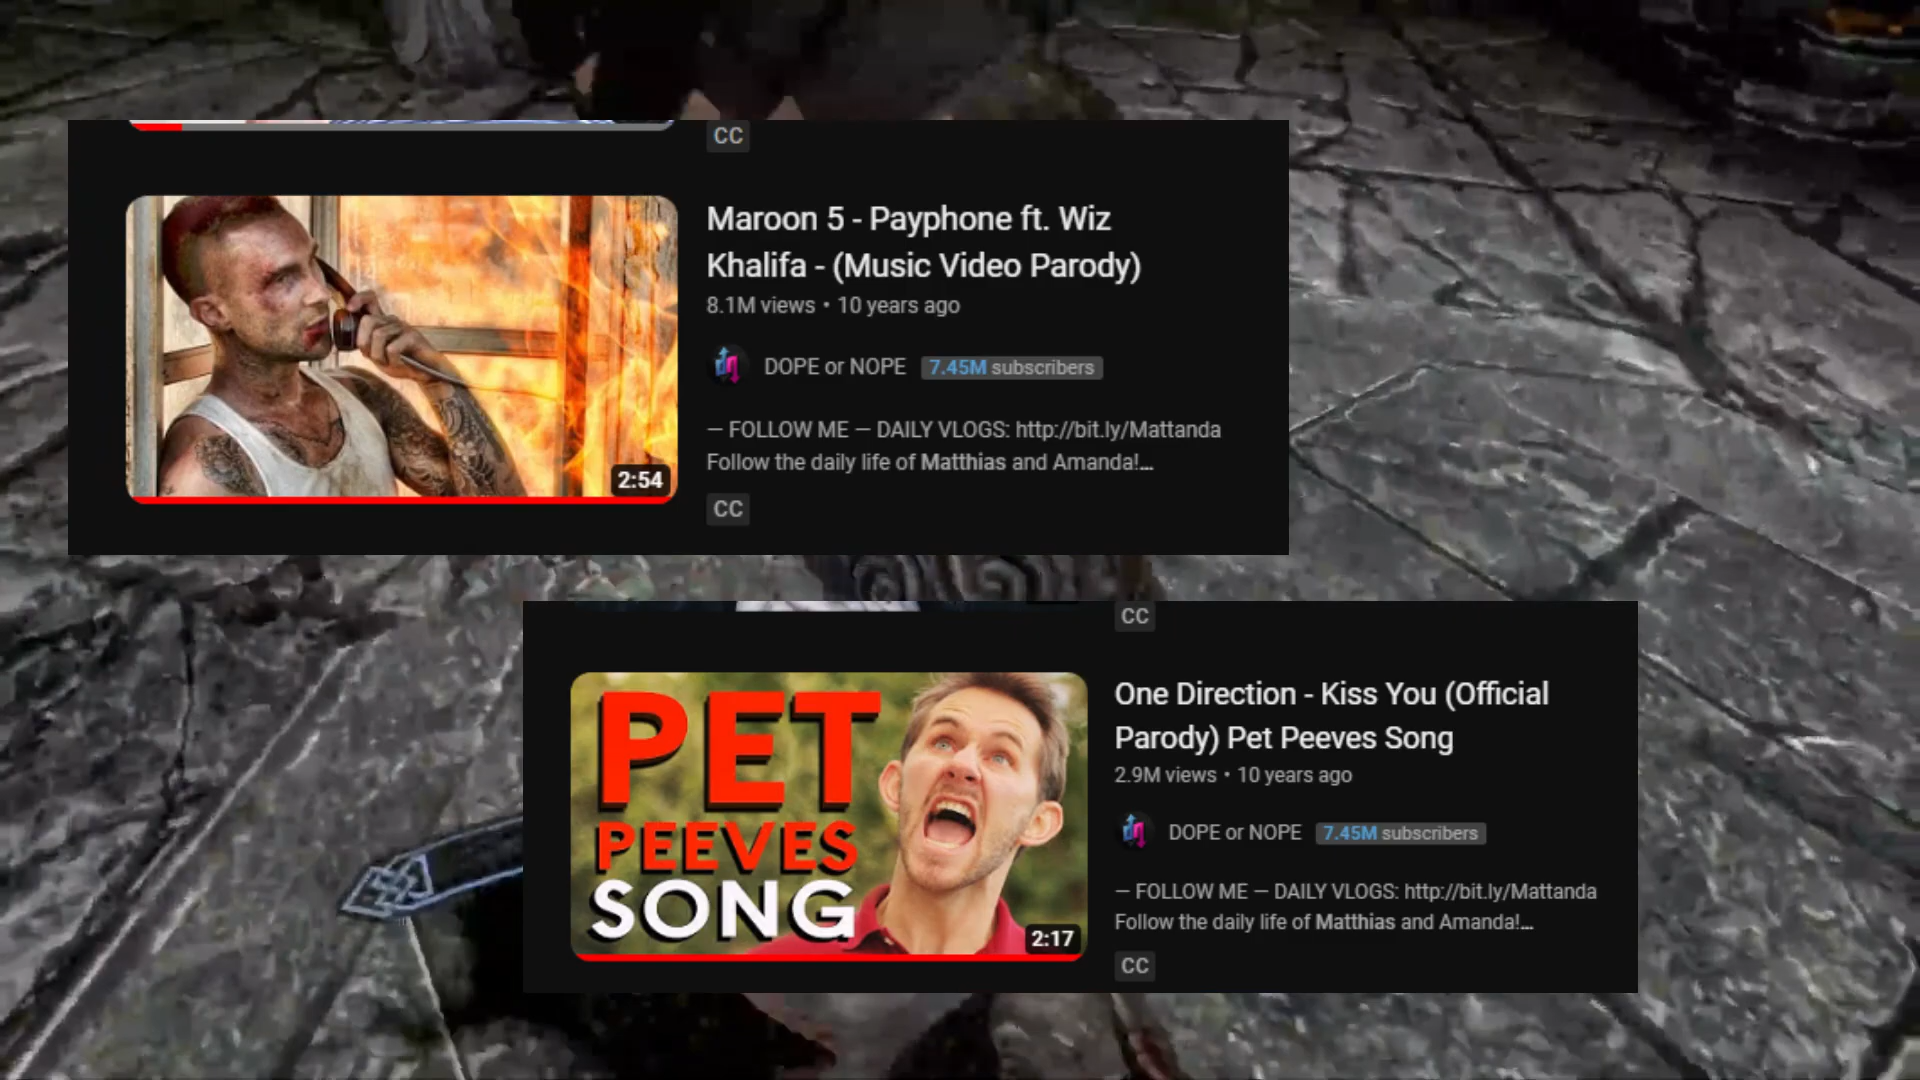 CC
Maroon 5 - Payphone ft. Wiz
Khalifa - (Music Video Parody)
8.1M views • 10 years ago
DOPE or NOPE 7.45M subscribers
— FOLLOW ME — DAILY VLOGS: http://bit.ly/Mattanda
Follow the daily life of Matthias and Amanda!...
2:54
CC
CC
PET
PEEVES
SONG
2:17
One Direction - Kiss You (Official
Parody) Pet Peeves Song
2.9M views • 10 years ago
DOPE or NOPE 7.45M subscribers
— FOLLOW ME — DAILY VLOGS: http://bit.ly/Mattanda
Follow the daily life of Matthias and Amanda!...
CC